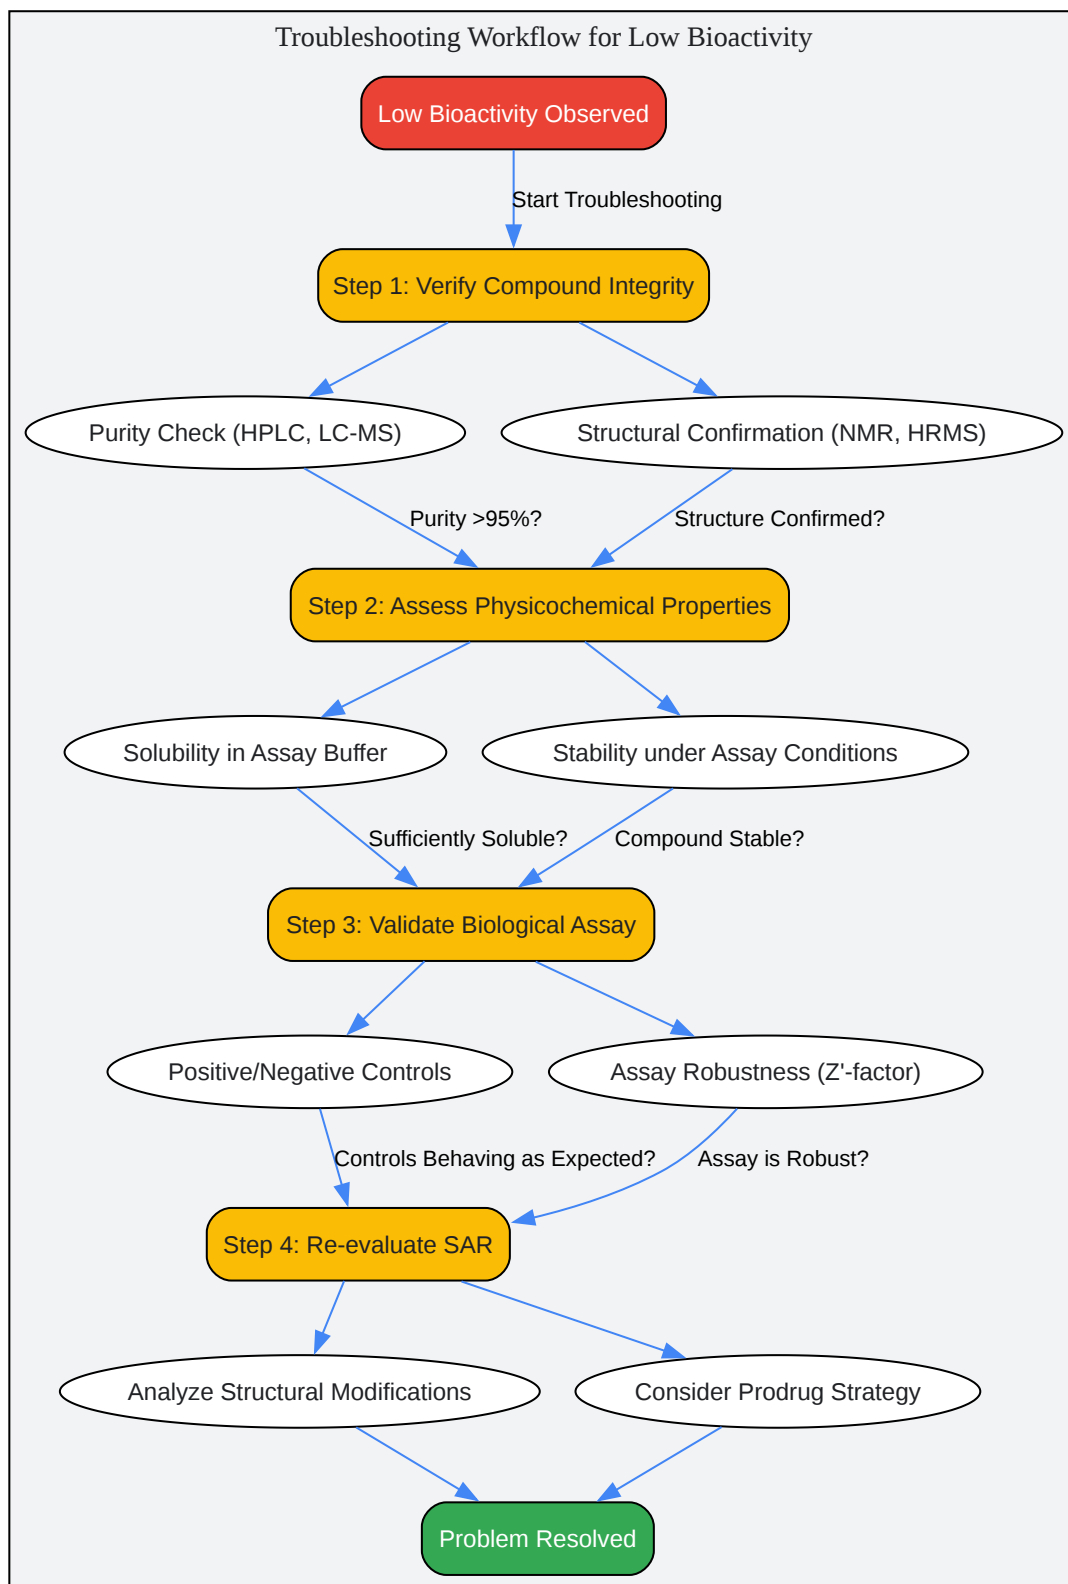 Troubleshooting Workflow for Low Bioactivity
Low Bioactivity Observed
Start Troubleshooting
Step 1: Verify Compound Integrity
Purity Check (HPLC, LC-MS)
Structural Confirmation (NMR, HRMS)
Purity >95%?
Structure Confirmed?
Step 2: Assess Physicochemical Properties
Solubility in Assay Buffer
Stability under Assay Conditions
Sufficiently Soluble?
Compound Stable?
Step 3: Validate Biological Assay
Positive/Negative Controls
Assay Robustness (Z'-factor)
Controls Behaving as Expected?
Assay is Robust?
Step 4: Re-evaluate SAR
Analyze Structural Modifications
Consider Prodrug Strategy
Problem Resolved